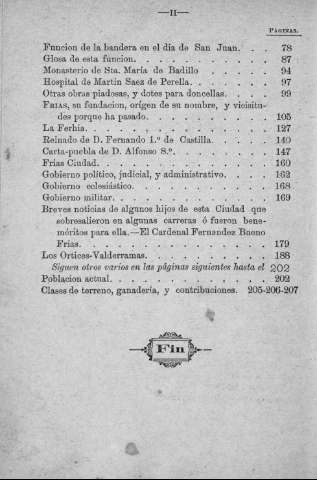 —II—
PÁGINAS.
Funcion de la bandera en el día de San Juan. . . 78
Glosa de esta funcion. . . . . . . . . . . 87
Monasterio de Sta. María de Badillo . . . . . 94
Hospital de Martin Saez de Perella. . . . . . 97
Otras obras piadosas, y dotes para doncellas. . . . 99
FRIAS, su fundacion, orígen de su nombre, y vicisitu-
des porque ha pasado. . . . . . . . . . 105
La Ferhia. . . . . . . . . . . . . . 127
Reinado de D. Fernando 1.º de Castilla. . . . . 140
Carta-puebla de D. Alfonso 8.º. . . . . . . . 147
Frias Ciudad. . . . . . . . . . . . . 160
Gobierno político, judicial, y administrativo. . . . 162
Gobierno eclesiástico. . . . . . . . . . . 168
Gobierno militar. . . . . . . . . . . . 169
Breves noticias de algunos hijos de esta Ciudad que
sobresalieron en algunas carreras ó fueron bene-
méritos para ella.—El Cardenal Fernandez Bueno
Frias. . . . . . . . . . . . . . 179
Los Ortices-Valderramas. . . . . . . . . . 188
Siguen otros varios en las páginas siguientes hasta el 202
Poblacion actual. . . . . . . . . . . . 202
Clases de terreno, ganadería, y contribuciones. 205-206-207
Fin